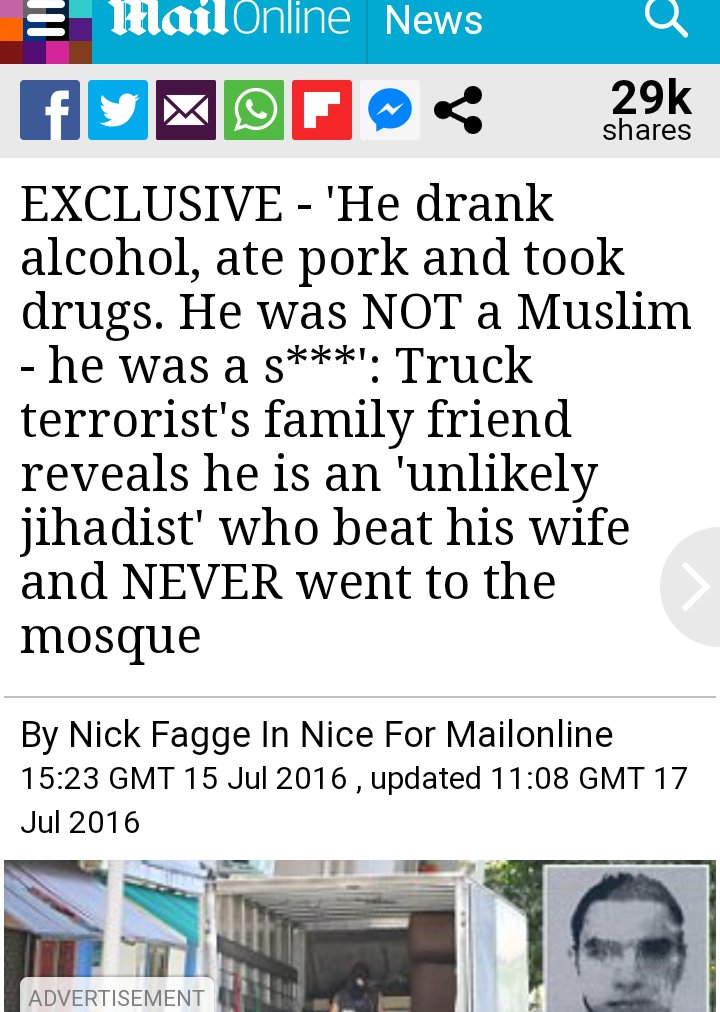 Mail Online News
29k
shares
EXCLUSIVE - 'He drank
alcohol, ate pork and took
drugs. He was NOT a Muslim
- he was a s***': Truck
terrorist's family friend
reveals he is an 'unlikely
jihadist' who beat his wife
and NEVER went to the
mosque
By Nick Fagge In Nice For Mailonline
15:23 GMT 15 Jul 2016 , updated 11:08 GMT 17
Jul 2016
ADVERTISEMENT